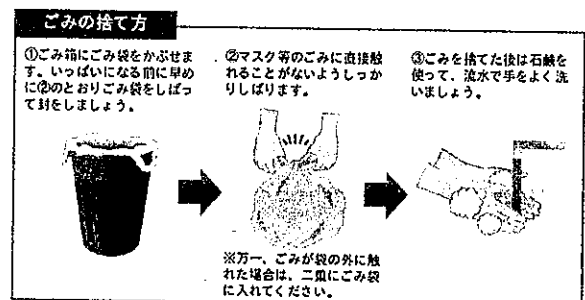 ごみの捨て方
①ごみ箱にごみ袋をかぶせま
す。いっぱいになる前に早め
に②のとおりごみ袋をしばっ
て封をしましょう。
②マスク等のごみに直接触
れることがないようしっか
りしばります。
※万一、ごみが袋の外に触
れた場合は、二重にごみ袋
に入れてください。
③ごみを捨てた後は石鹸を
使って、流水で手をよく洗
いましょう。